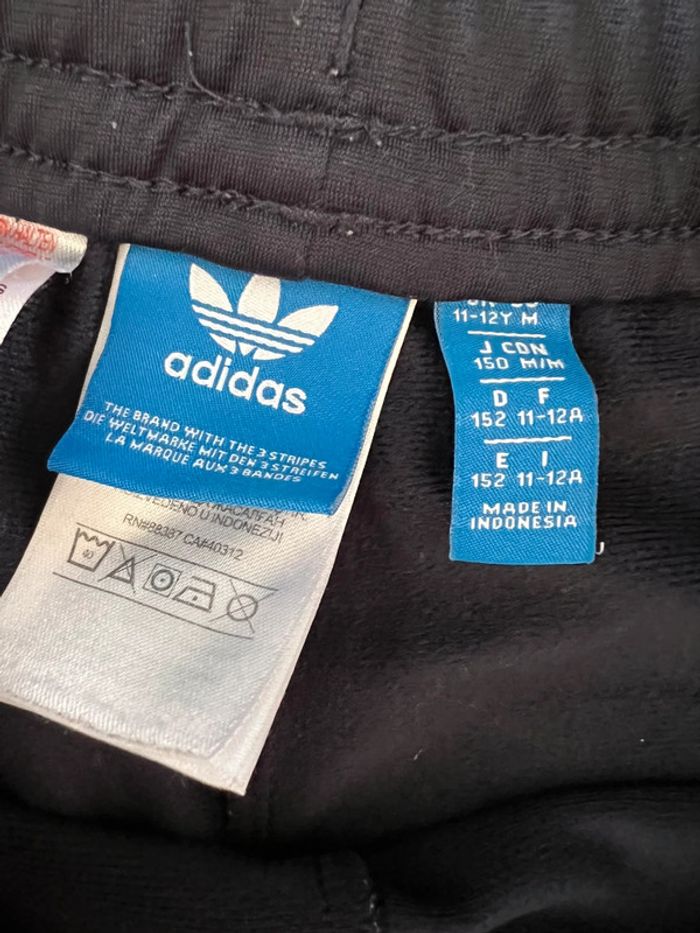 adidas
THE BRAND WITH THE 3 STRIPES
DIE WELTMARKE MIT DEN 3 STREIFEN
LA MARQUE AUX 3 BANDES
RN#88387 CA#40312
40
11-12Y M
J CDN
150 M/M
D F
152 11-12A
E I
152 11-12A
MADE IN
INDONESIA